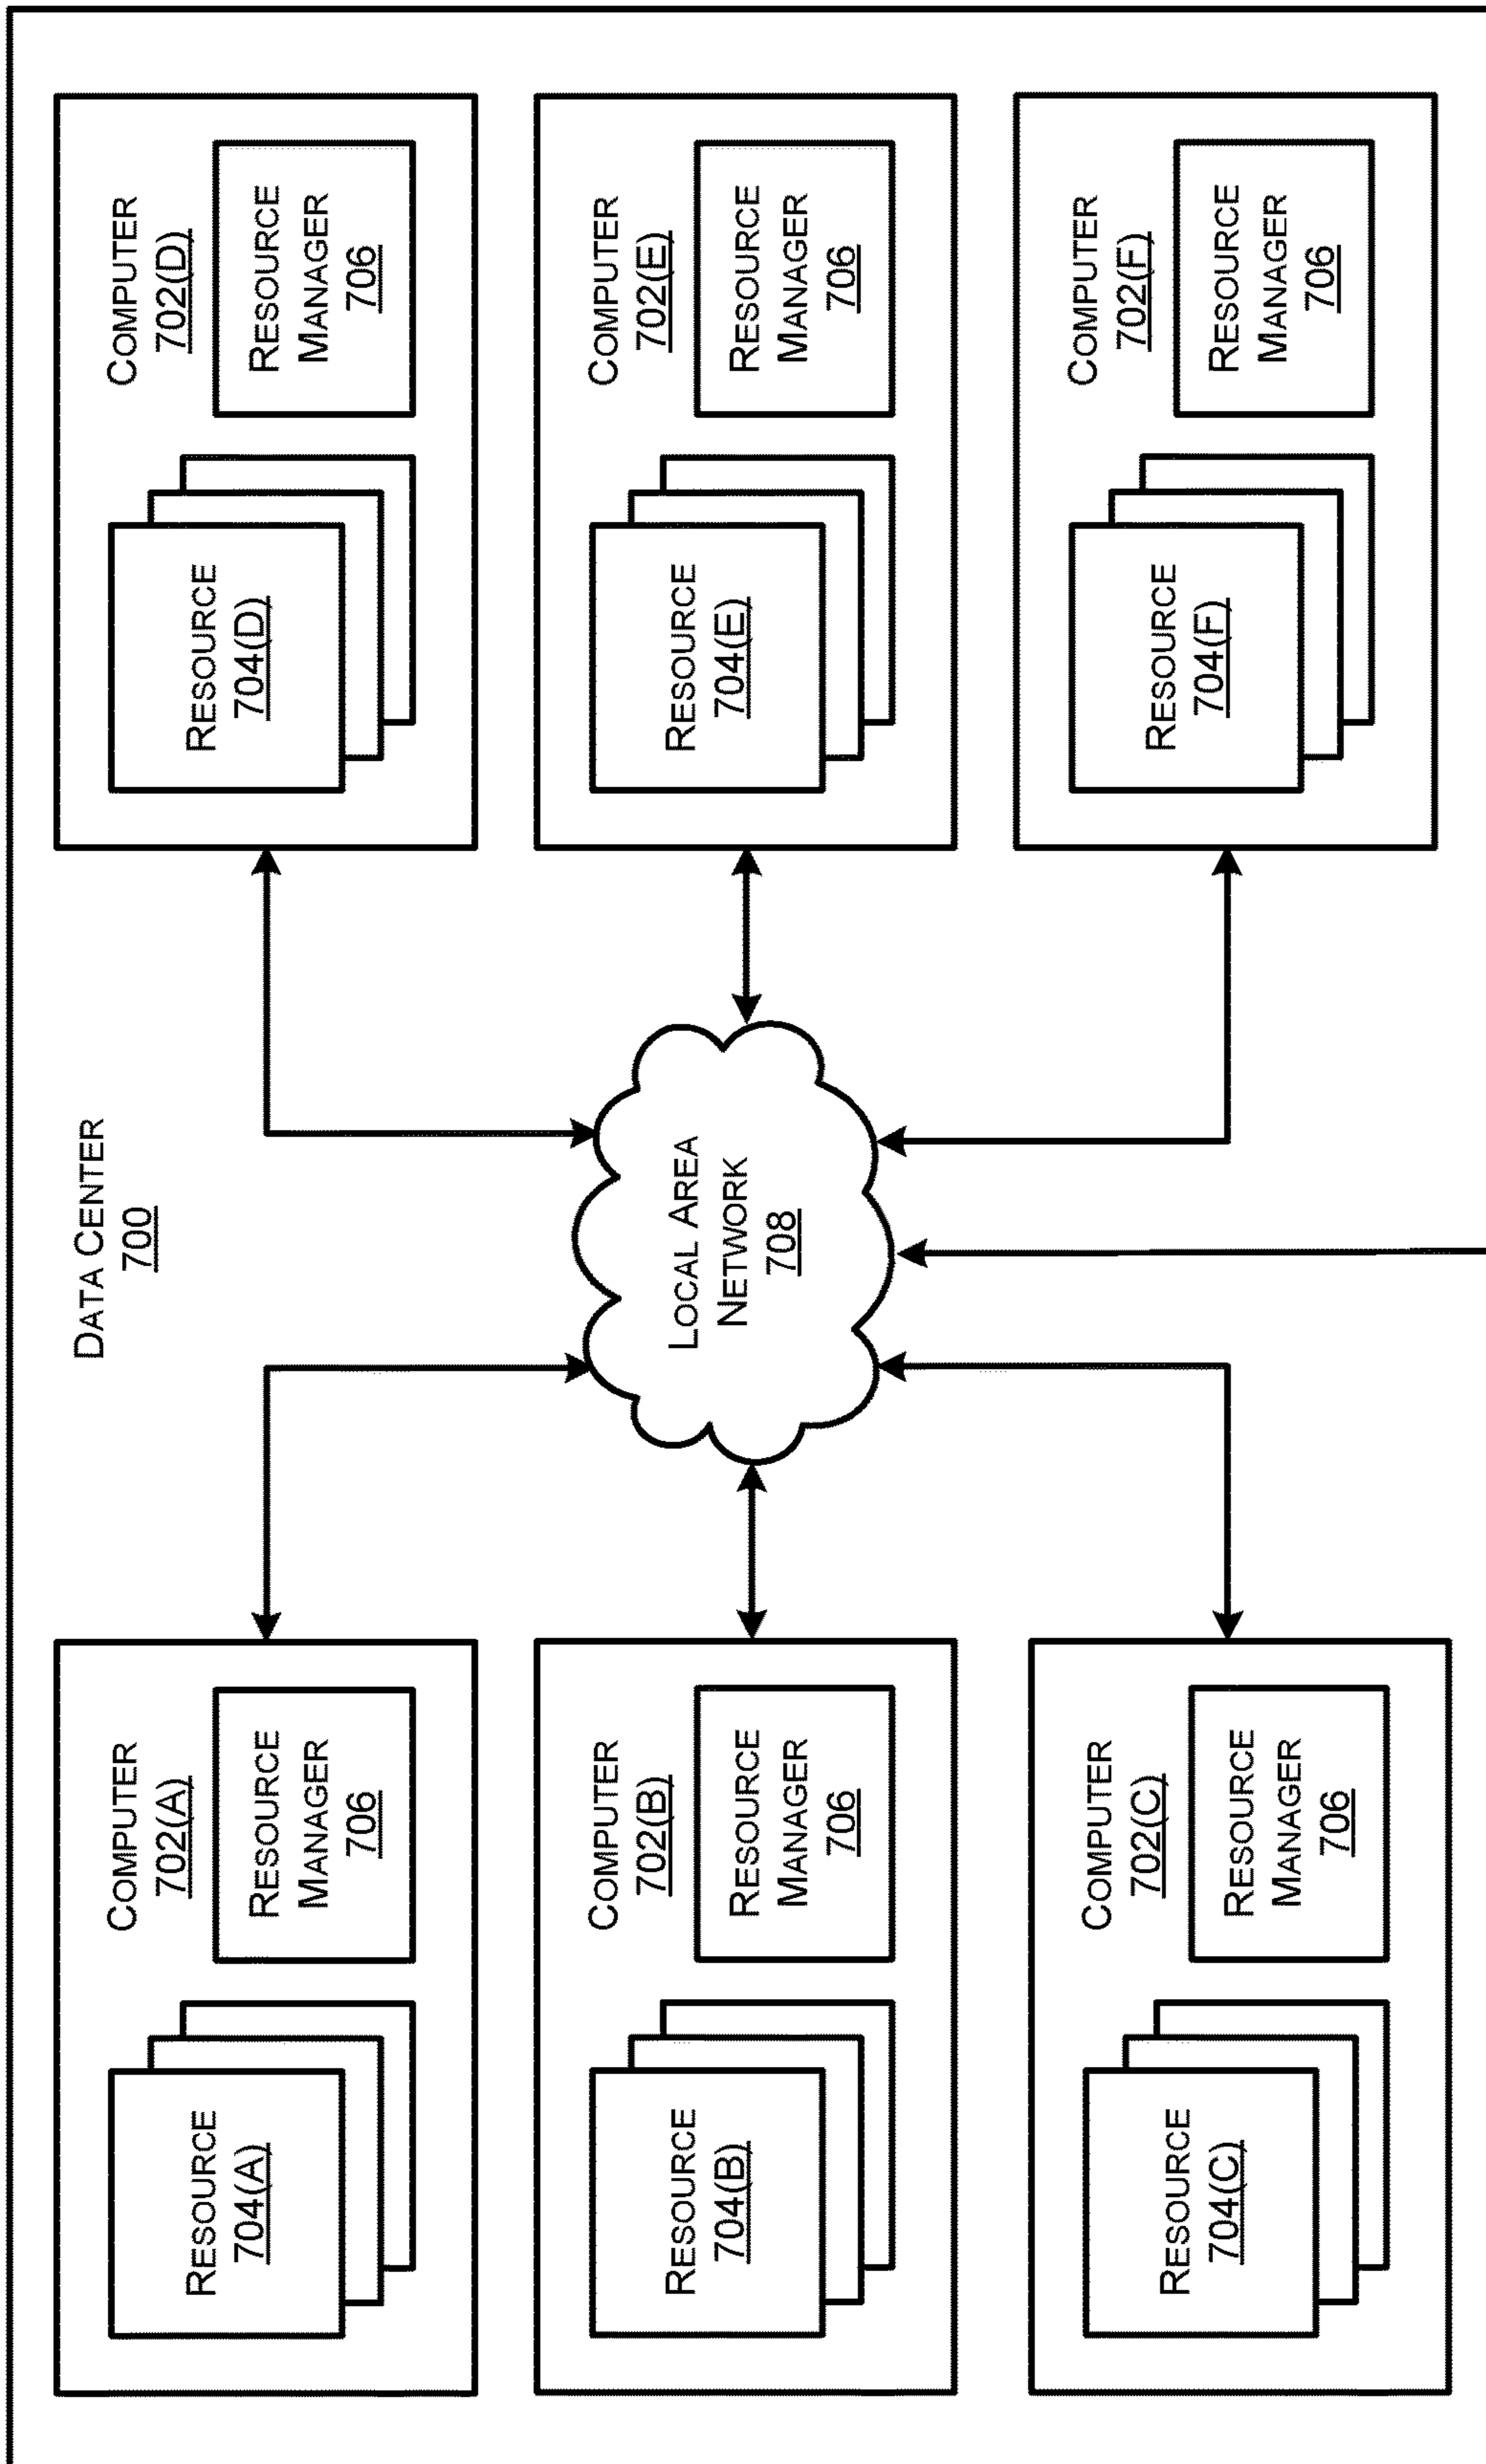 DATA CENTER
700
COMPUTER
702(A)
RESOURCE
704(A)
RESOURCE
MANAGER
706
COMPUTER
702(B)
RESOURCE
704(B)
RESOURCE
MANAGER
706
COMPUTER
702(C)
RESOURCE
704(C)
RESOURCE
MANAGER
706
LOCAL AREA
NETWORK
708
COMPUTER
702(D)
RESOURCE
704(D)
RESOURCE
MANAGER
706
COMPUTER
702(E)
RESOURCE
704(E)
RESOURCE
MANAGER
706
COMPUTER
702(F)
RESOURCE
704(F)
RESOURCE
MANAGER
706